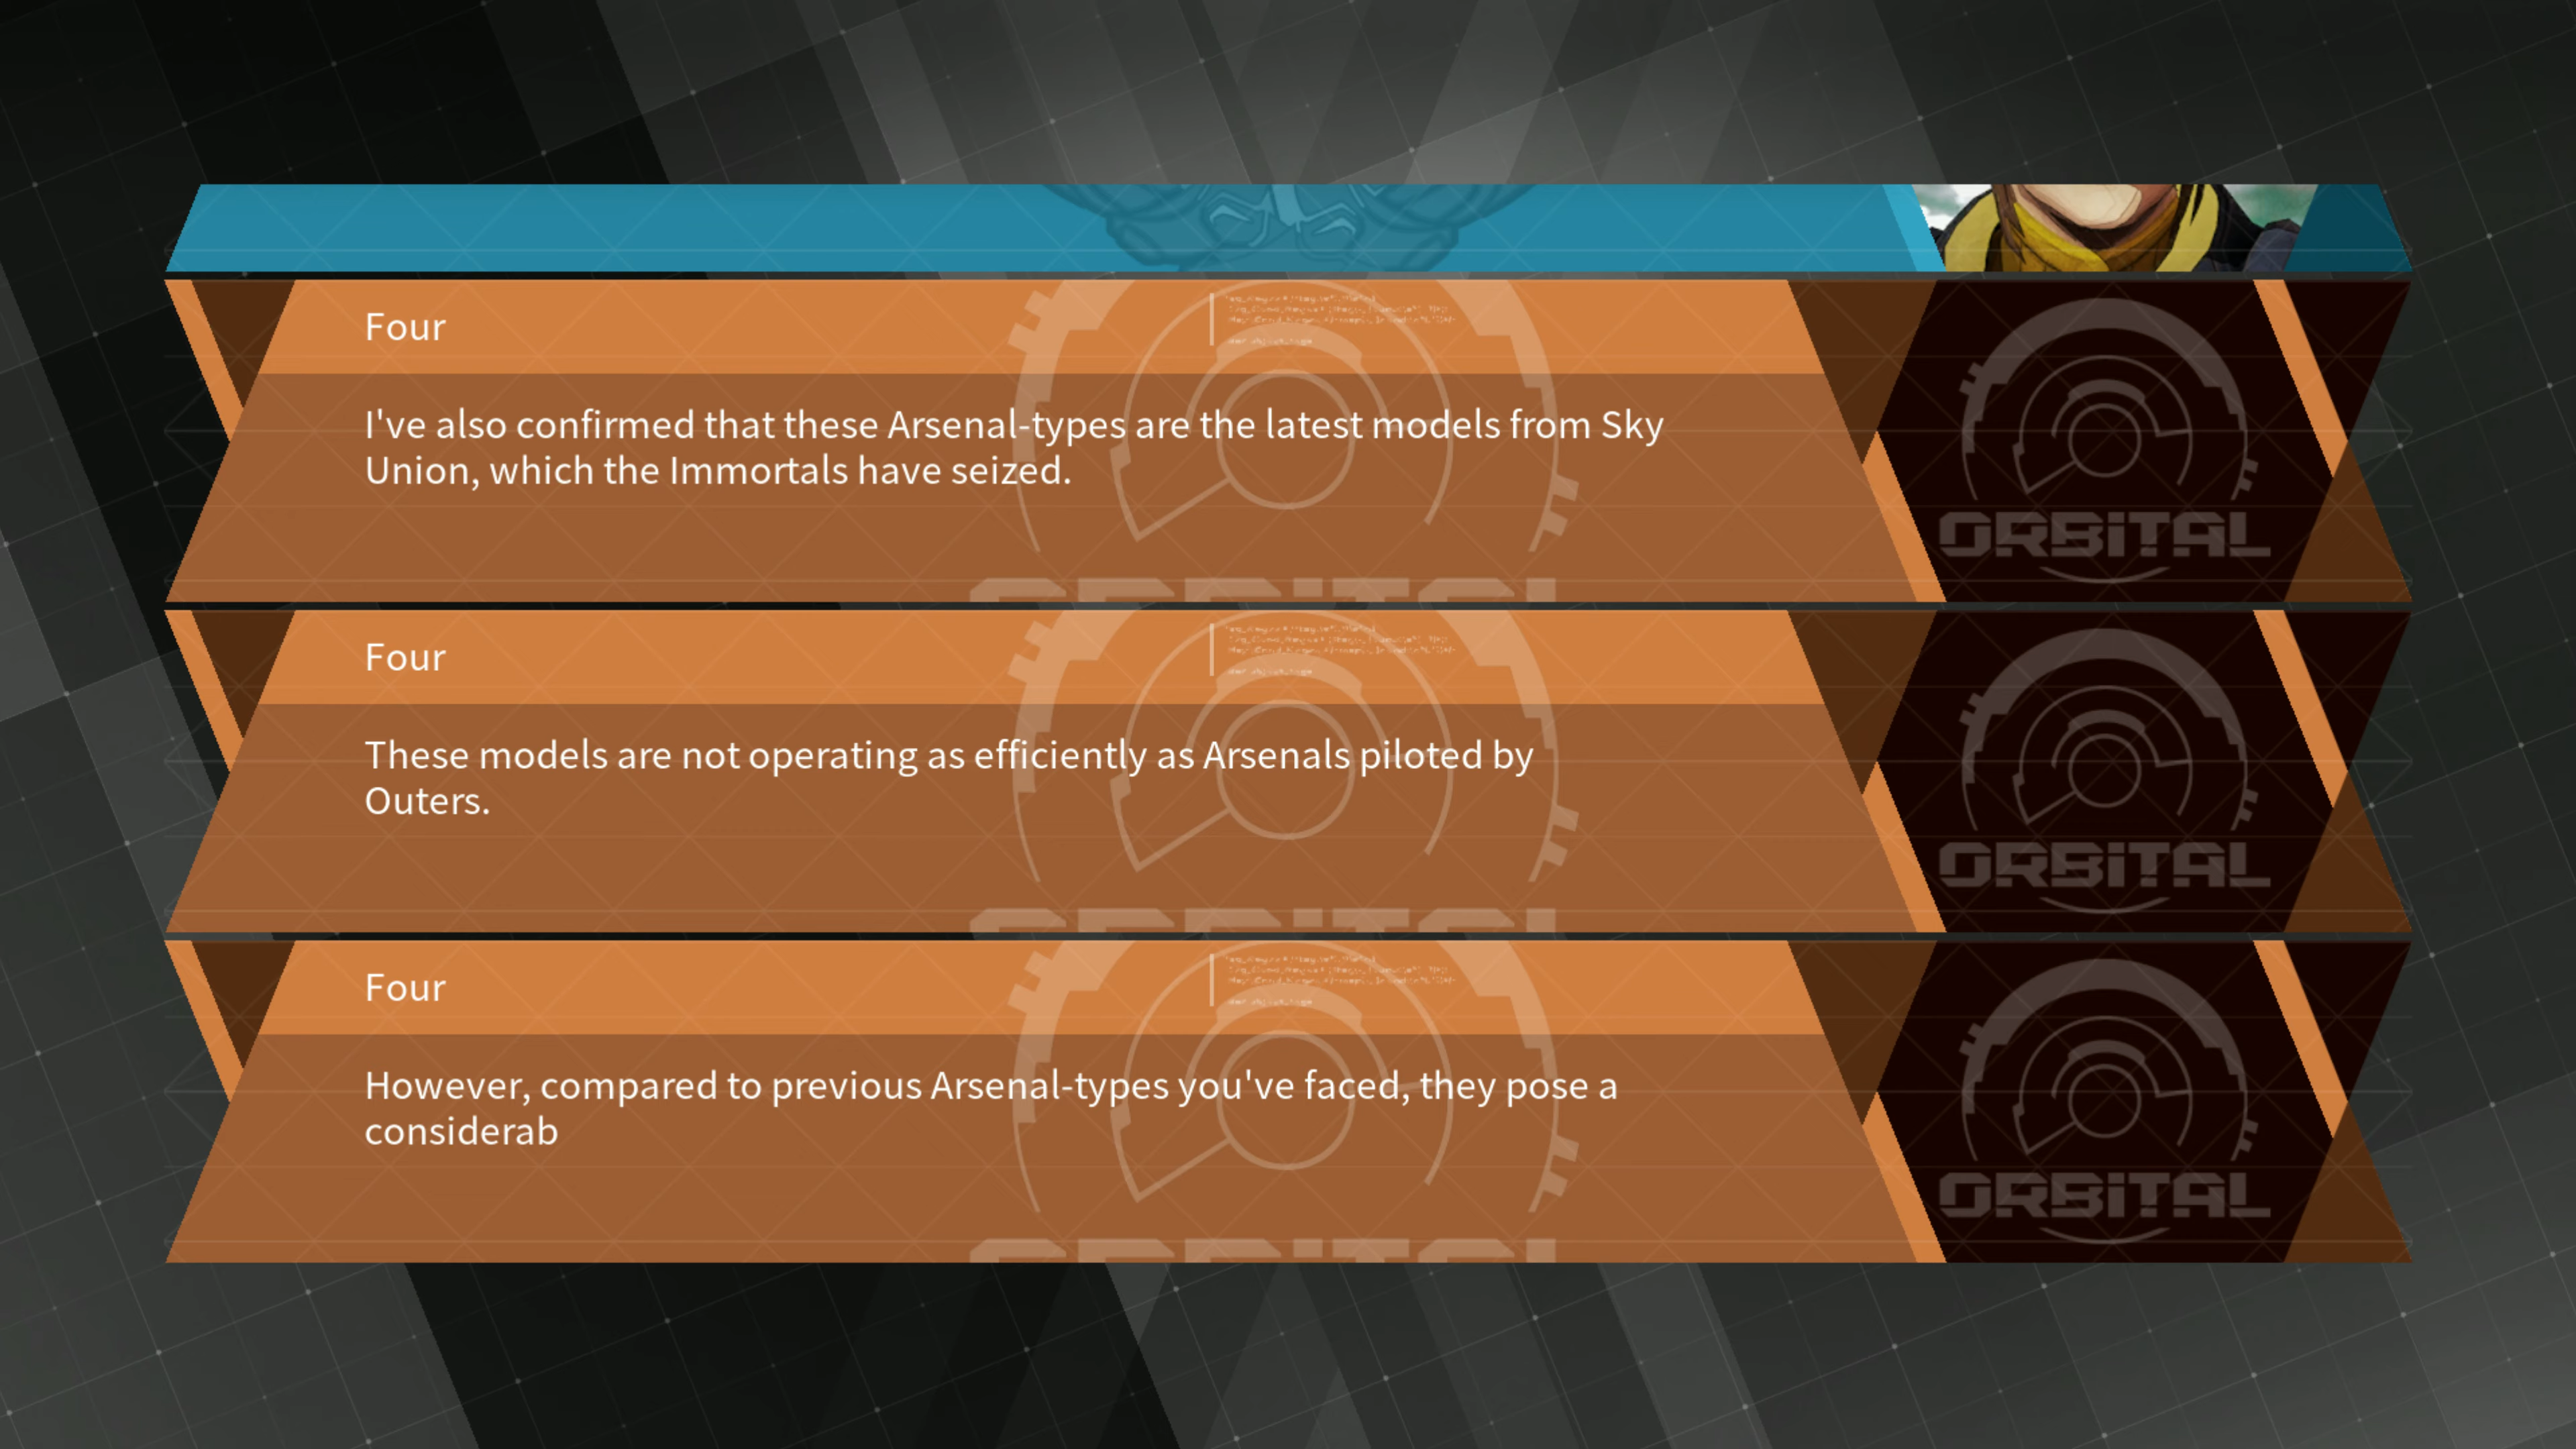 Four
I've also confirmed that these Arsenal-types are the latest models from Sky
Union, which the Immortals have seized.
ORBITAL
Four
These models are not operating as efficiently as Arsenals piloted by
Outers.
ORBITAL
Four
However, compared to previous Arsenal-types you've faced, they pose a
considerab
ORBITAL